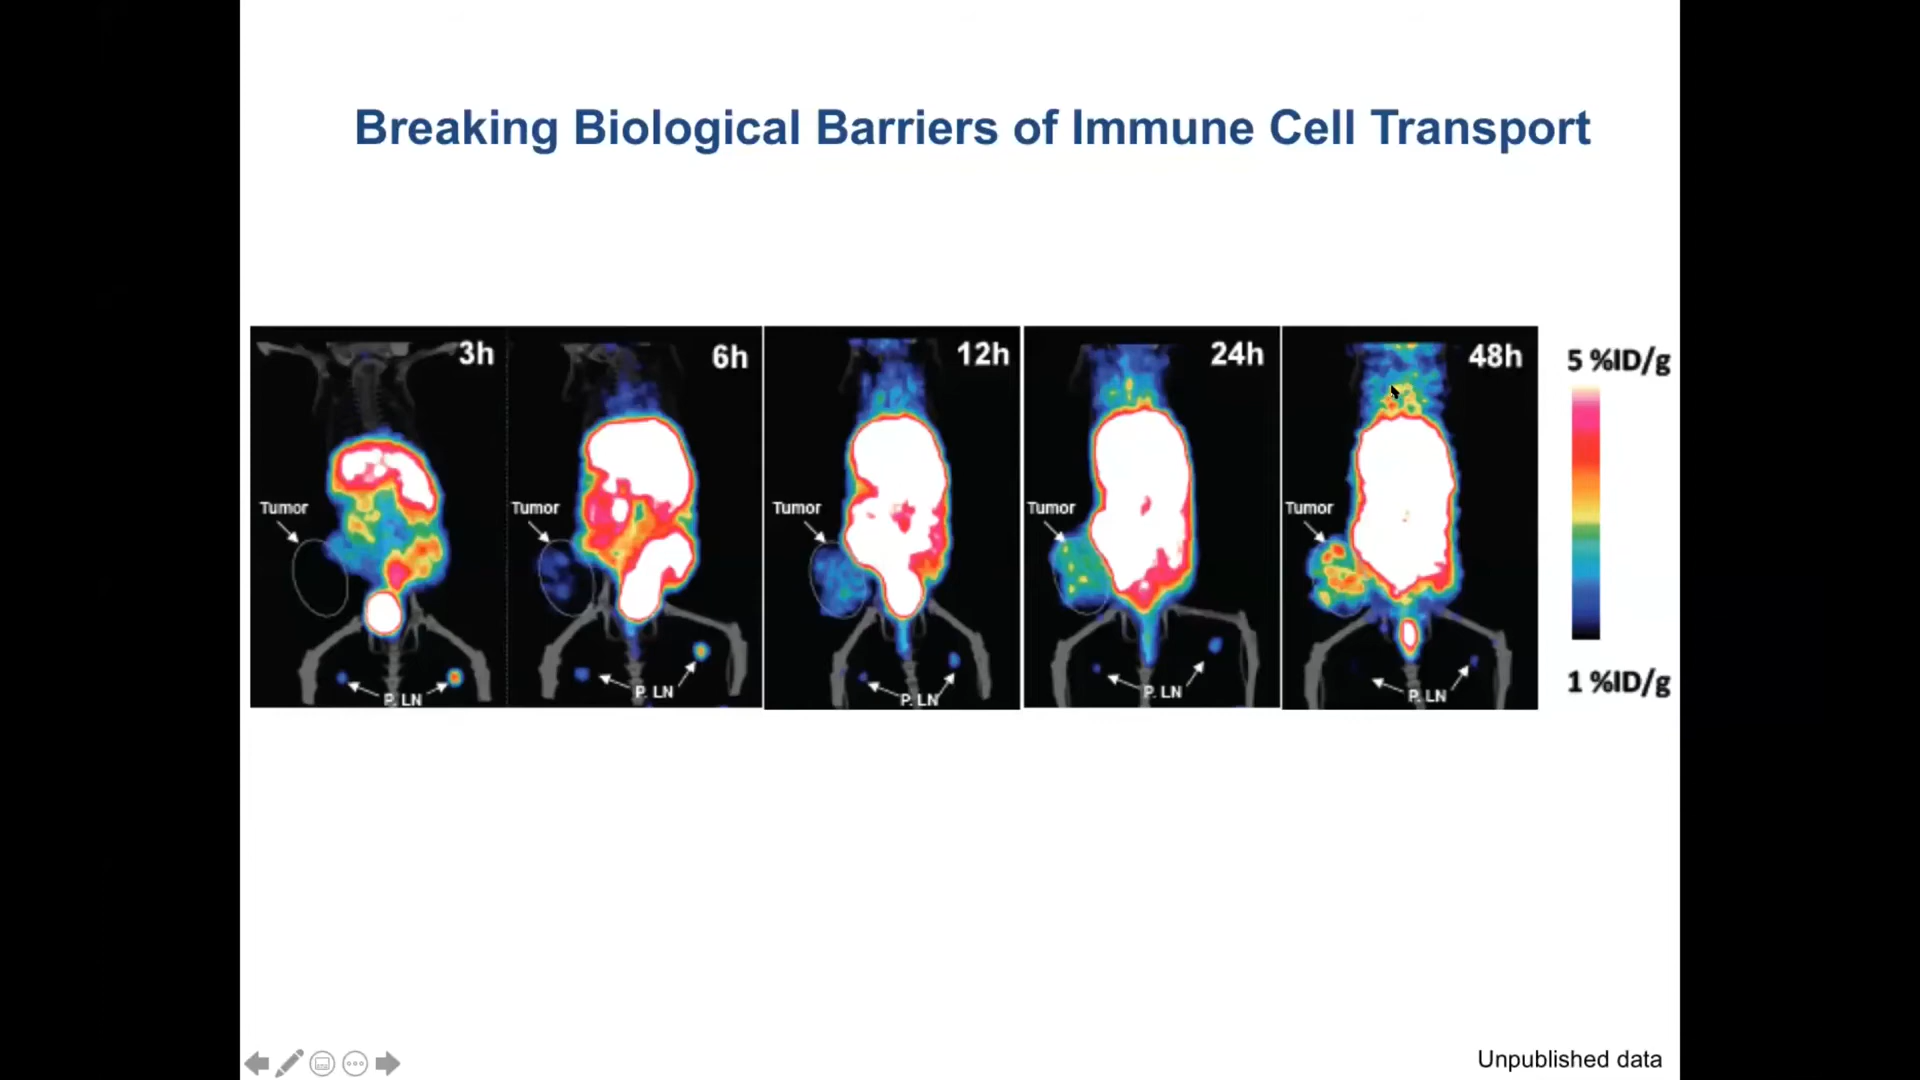 Breaking Biological Barriers of Immune Cell Transport
3h
6h
12h
24h
48h
5 %ID/g
Tumor
Tumor
Tumor
Tumor
Tumor
P. LN
P. LN
P. LN
P. LN
P. LN
1 %ID/g
Unpublished data